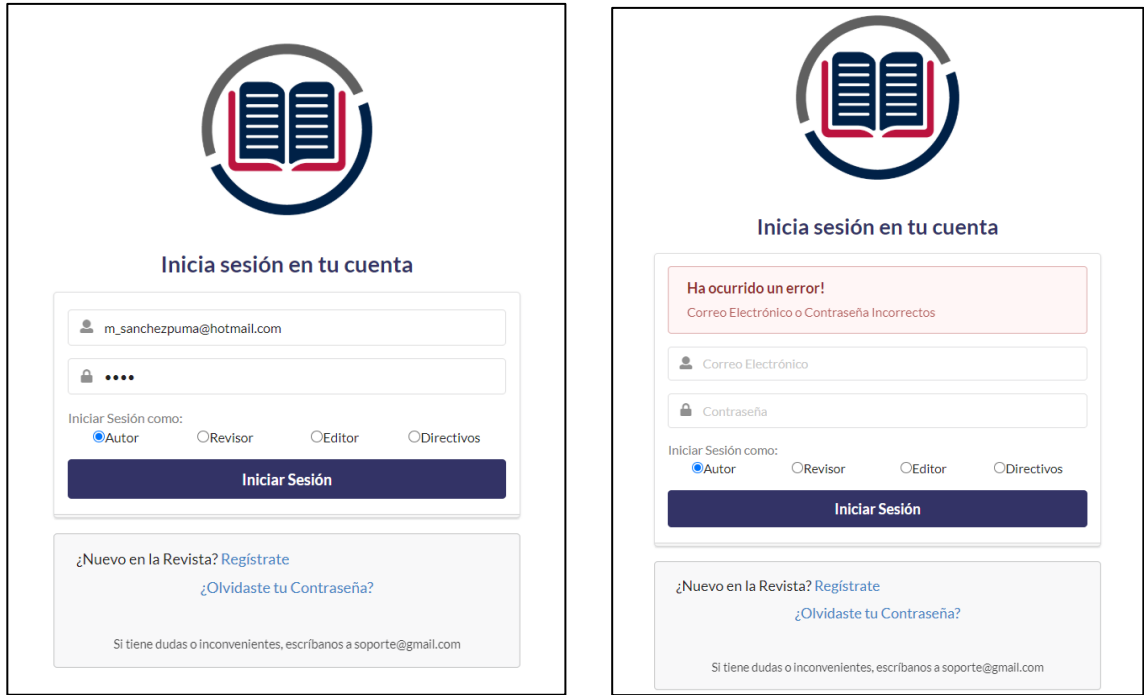 Inicia sesión en tu cuenta
m_sanchezpuma@hotmail.com
••••
Iniciar Sesión como:
Autor Revisor Editor Directivos
Iniciar Sesión
¿Nuevo en la Revista? Regístrate
¿Olvidaste tu Contraseña?
Si tiene dudas o inconvenientes, escríbanos a soporte@gmail.com
Inicia sesión en tu cuenta
Ha ocurrido un error!
Correo Electrónico o Contraseña Incorrectos
Correo Electrónico
Contraseña
Iniciar Sesión como:
Autor Revisor Editor Directivos
Iniciar Sesión
¿Nuevo en la Revista? Regístrate
¿Olvidaste tu Contraseña?
Si tiene dudas o inconvenientes, escríbanos a soporte@gmail.com